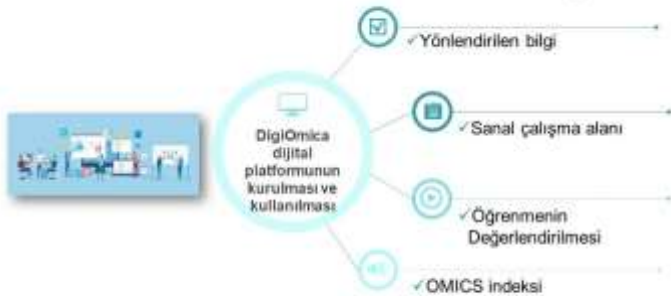 ✓Yönlendirilen bilgi
✓Sanal çalışma alanı
DigiOmica
dijital
platformunun
kurulması ve
kullanılması
✓Öğrenmenin
Değerlendirilmesi
✓OMICS indeksi